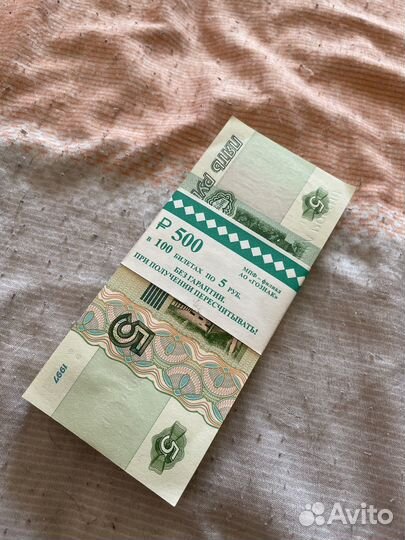 ПЯТЬ РУ
5
₽ 500
в 100 БИЛЕТАХ ПО 5 РУБ.
БЕЗ ГАРАНТИИ.
ПРИ ПОЛУЧЕНИИ ПЕРЕСЧИТЫВАТЬ!
МПФ – филиал
АО «ГОЗНАК»
5
1997
5
Avito